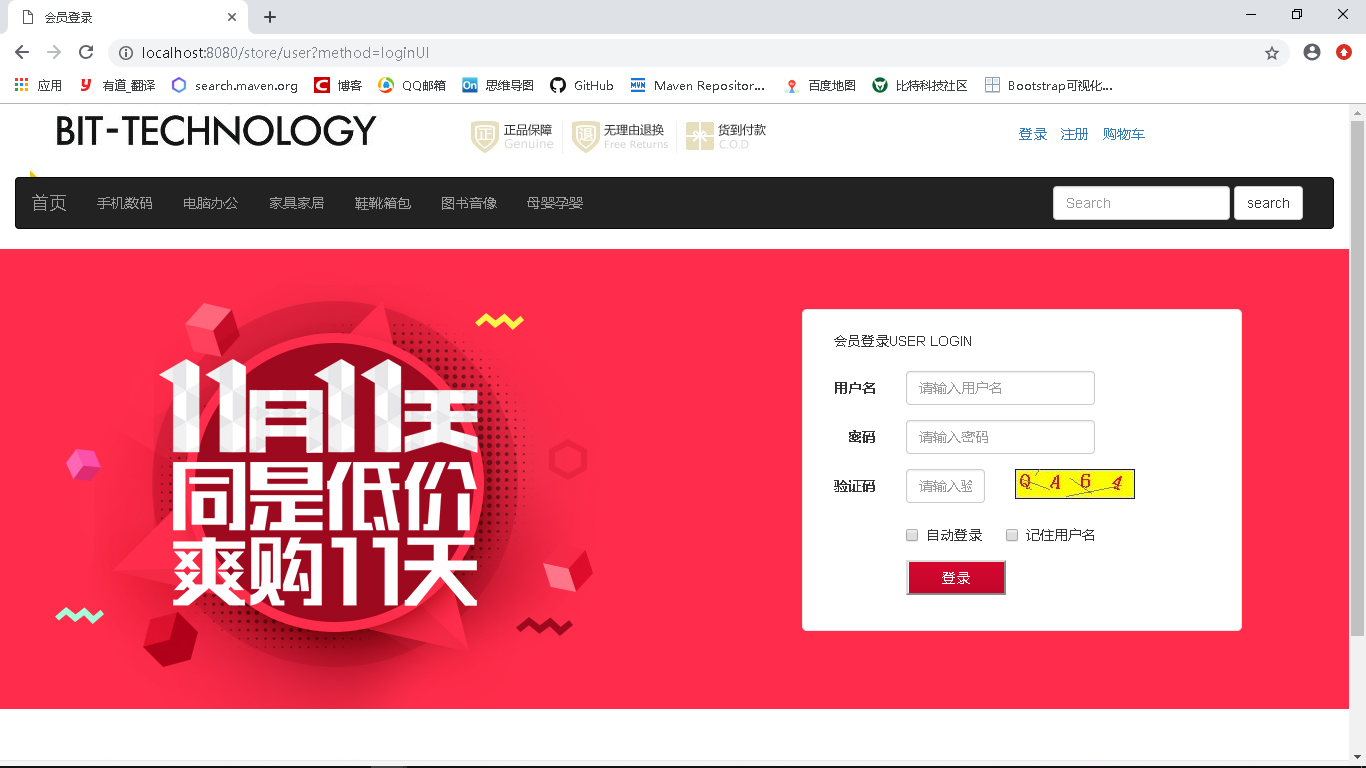 会员登录
localhost:8080/store/user?method=loginUI
应用 有道_翻译 search.maven.org 博客 QQ邮箱 On 思维导图 GitHub MVN Maven Repositor... 百度地图 比特科技社区 Bootstrap可视化...
BIT-TECHNOLOGY
正 正品保障 Genuine
退 无理由退换 Free Returns
货到付款 C.O.D
登录 注册 购物车
首页 手机数码 电脑办公 家具家居 鞋靴箱包 图书音像 母婴孕婴 Search search
11月11天
同是低价
爽购11天
会员登录USER LOGIN
用户名 请输入用户名
密码 请输入密码
验证码 请输入验 Q A 6 4
自动登录 记住用户名
登录